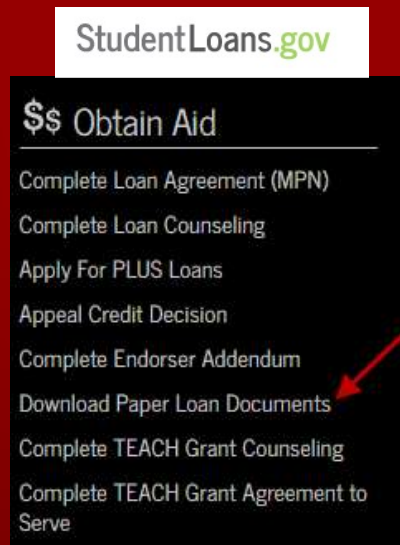 StudentLoans.gov
$$ Obtain Aid
Complete Loan Agreement (MPN)
Complete Loan Counseling
Apply For PLUS Loans
Appeal Credit Decision
Complete Endorser Addendum
Download Paper Loan Documents
Complete TEACH Grant Counseling
Complete TEACH Grant Agreement to
Serve